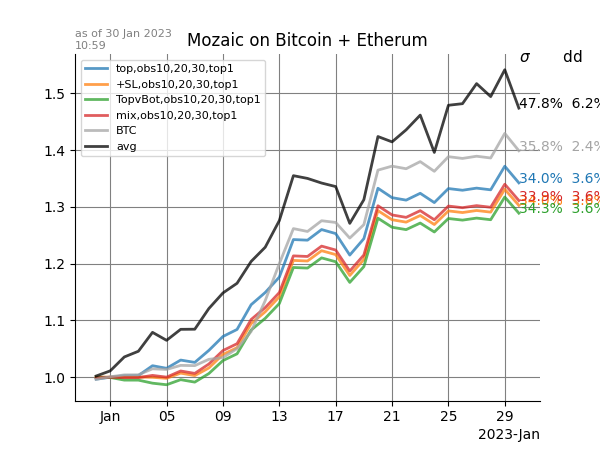 as of 30 Jan 2023
10:59
Mozaic on Bitcoin + Etherum
σ dd
top,obs10,20,30,top1
+SL,obs10,20,30,top1
TopvBot,obs10,20,30,top1
mix,obs10,20,30,top1
BTC
avg
47.8% 6.2%
35.8% 2.4%
34.0% 3.6%
33.9% 3.6%
34.3% 3.6%
1.5
1.4
1.3
1.2
1.1
1.0
Jan 05 09 13 17 21 25 29
2023-Jan